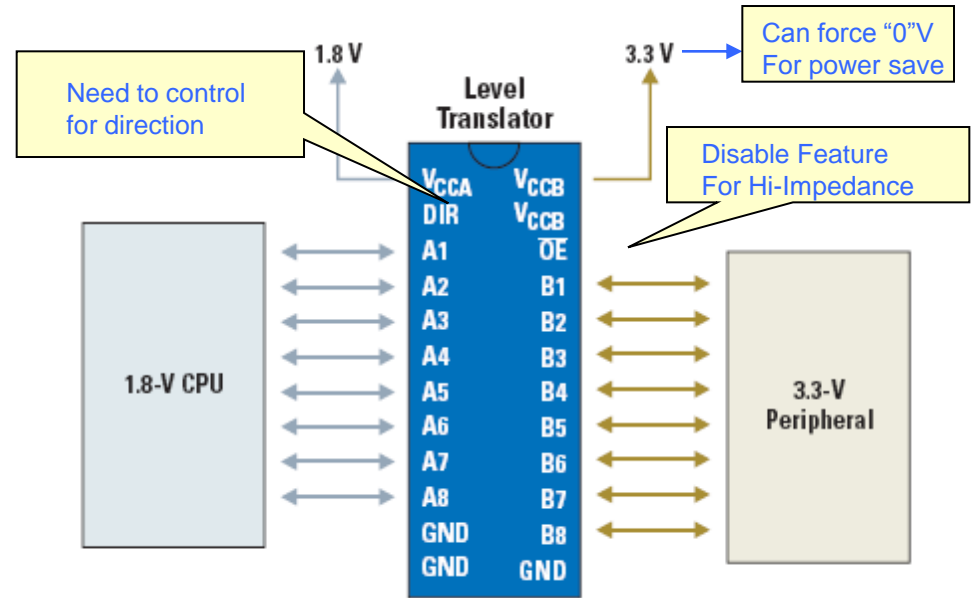 1.8 V
3.3 V
Can force “0”V
For power save
Need to control
for direction
Level
Translator
Disable Feature
For Hi-Impedance
VCCA
VCCB
DIR
VCCB
A1
O̅E̅
A2
B1
A3
B2
A4
B3
A5
B4
A6
B5
A7
B6
A8
B7
GND
B8
GND
GND
1.8-V CPU
3.3-V
Peripheral